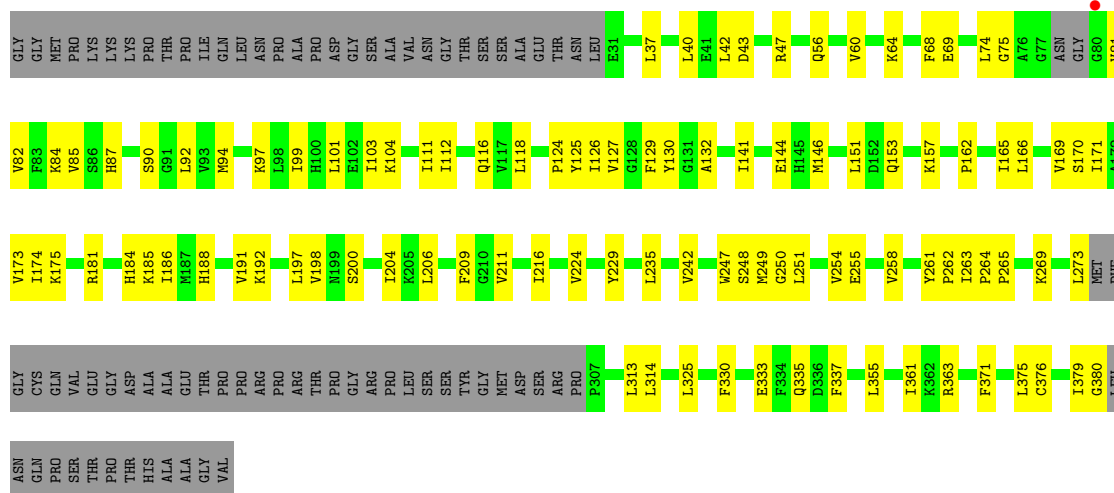 GLY GLY MET PRO LYS LYS LYS PRO THR PRO ILE GLN LEU ASN PRO ALA PRO ASP GLY SER ALA VAL ASN GLY THR SER SER ALA GLU THR ASN LEU E31 L37 L40 E41 L42 D43 R47 Q56 V60 K64 F68 E69 L74 G75 A76 G77 ASN GLY G80 V81
V82 F83 K84 V85 S86 H87 S90 G91 L92 V93 M94 K97 L98 I99 H100 L101 E102 I103 K104 I111 I112 Q116 V117 L118 P124 Y125 I126 V127 G128 F129 Y130 G131 A132 I141 E144 H145 M146 L151 D152 Q153 K157 P162 I165 L166 V169 S170 I171 A172
V173 I174 K175 R181 H184 K185 I186 M187 H188 V191 K192 L197 V198 N199 S200 I204 K205 L206 F209 G210 V211 I216 V224 Y229 L235 V242 W247 S248 M249 G250 L251 V254 E255 V258 Y261 P262 I263 P264 P265 K269 L273 MET PHE
GLY CYS GLN VAL GLU GLY ASP ALA ALA GLU THR PRO PRO ARG PRO ARG THR PRO GLY ARG PRO LEU SER SER TYR GLY MET ASP SER ARG PRO P307 L313 L314 L325 F330 E333 F334 Q335 D336 F337 L355 I361 K362 R363 F371 L375 C376 I379 G380 LEU
ASN GLN PRO SER THR PRO THR HIS ALA ALA GLY VAL